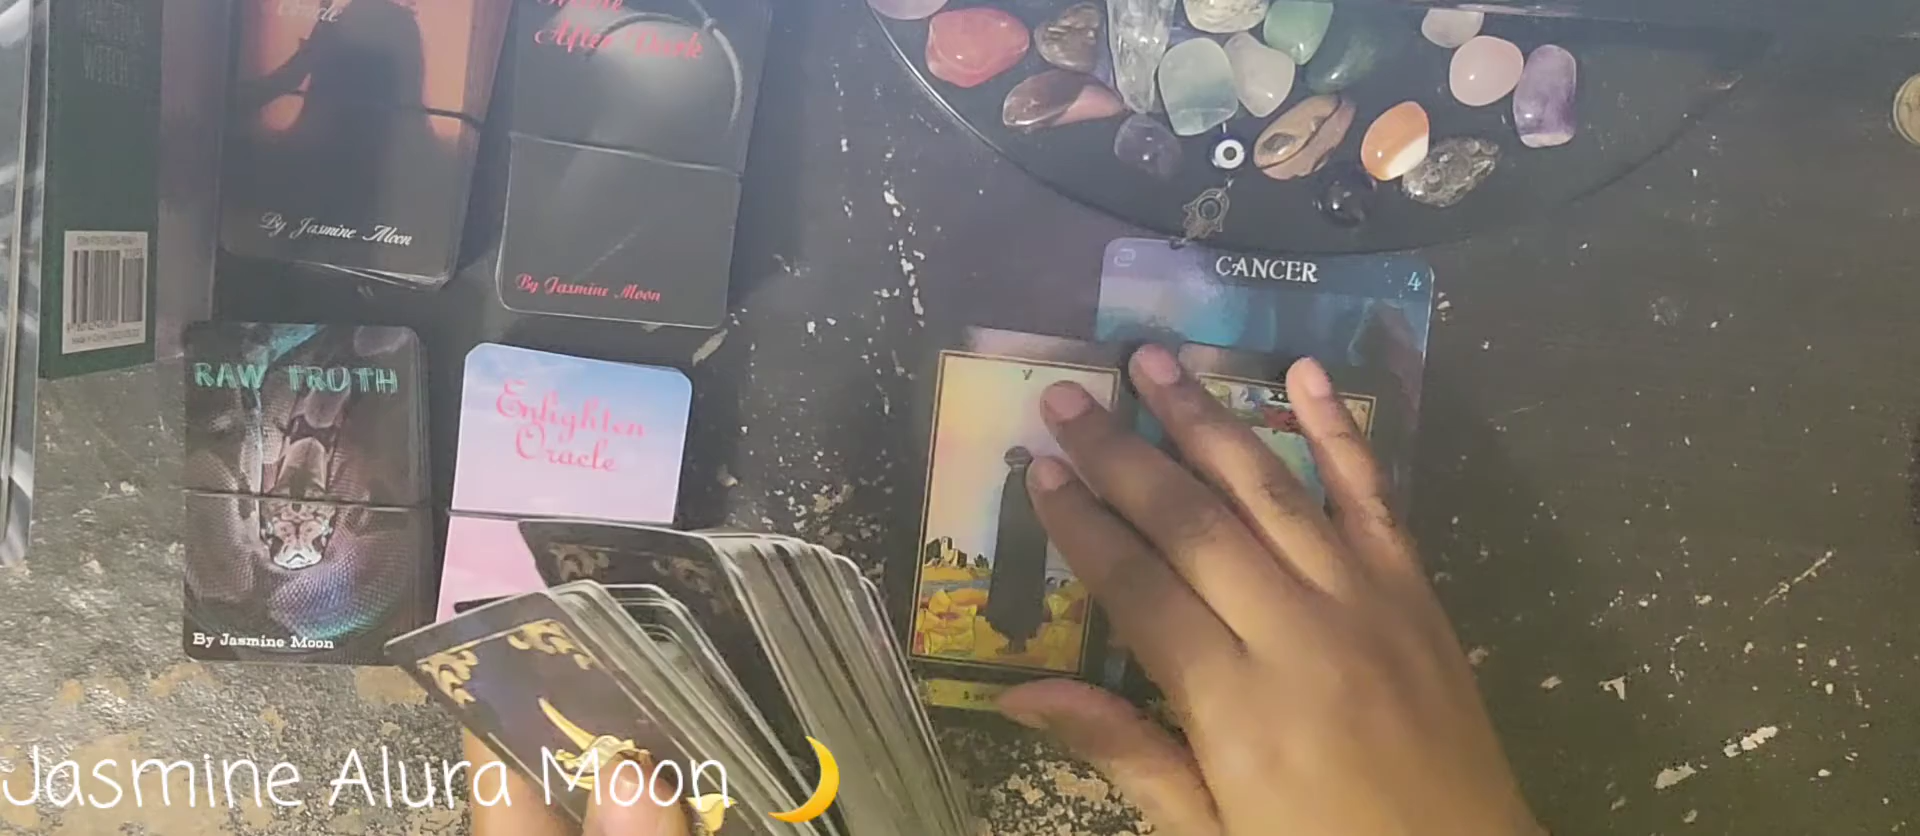 Oracle
After Dark
By Jasmine Moon
By Jasmine Moon
CANCER
4
RAW TRUTH
Enlighten
Oracle
By Jasmine Moon
Jasmine Alura Moon 🌙